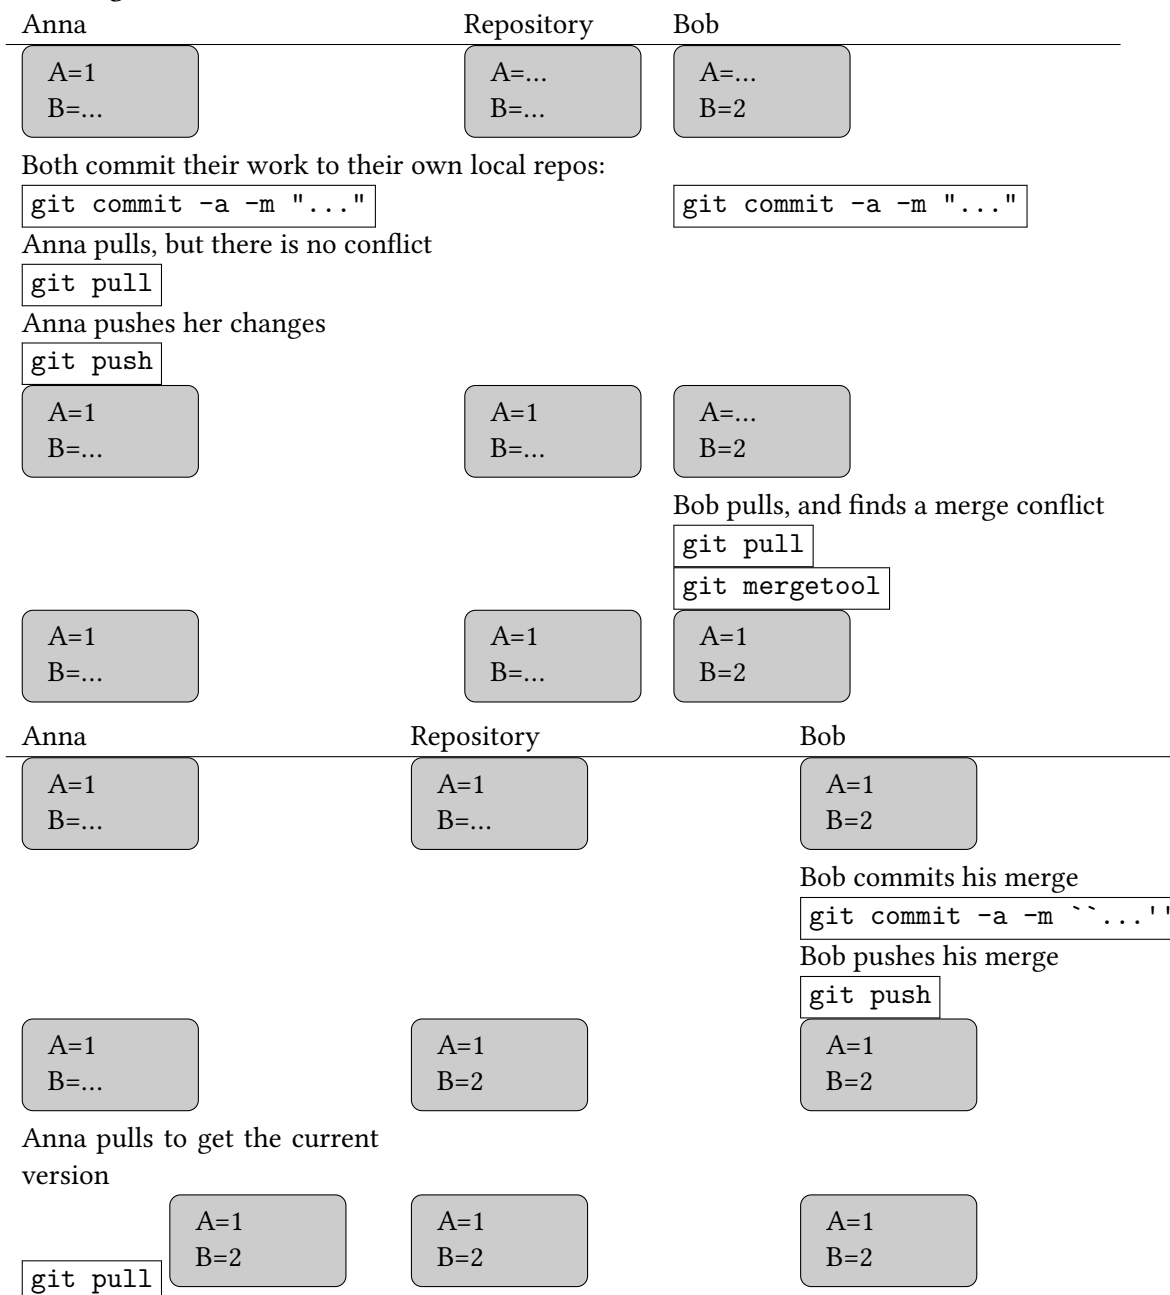 Anna Repository Bob
A=1 A=... A=...
B=... B=... B=2
Both commit their work to their own local repos:
git commit -a -m "..." git commit -a -m "..."
Anna pulls, but there is no conflict
git pull
Anna pushes her changes
git push
A=1 A=1 A=...
B=... B=... B=2
Bob pulls, and finds a merge conflict
git pull
git mergetool
A=1 A=1 A=1
B=... B=... B=2
Anna Repository Bob
A=1 A=1 A=1
B=... B=... B=2
Bob commits his merge
git commit -a -m ``...''
Bob pushes his merge
git push
A=1 A=1 A=1
B=... B=2 B=2
Anna pulls to get the current
version
A=1 A=1 A=1
B=2 B=2 B=2
git pull